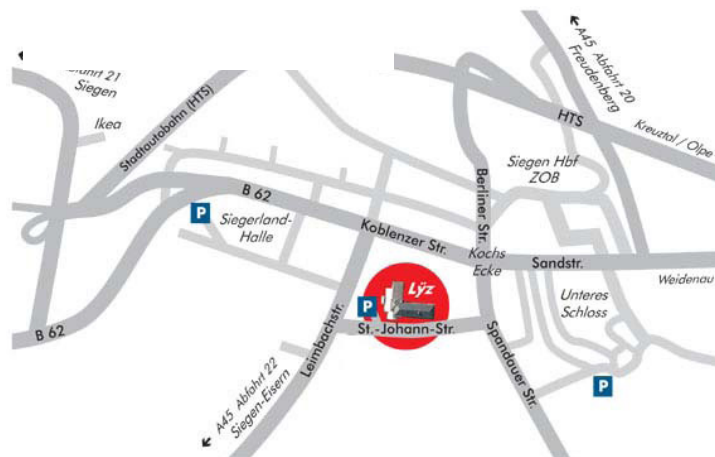 A45 Abfahrt 20
Freudenberg
HTS
Kreuztal / Olpe
Siegen
Ikea
Stadtautobahn (HTS)
Siegen Hbf
ZOB
Berliner Str.
B 62
P
Siegerland-
Halle
Koblenzer Str.
Kochs
Ecke
Sandstr.
Weidenau
Lÿz
Unteres
Schloss
P
St.-Johann-Str.
B 62
Leimbachstr.
Spandauer Str.
A45 Abfahrt 22
Siegen-Eisern
P